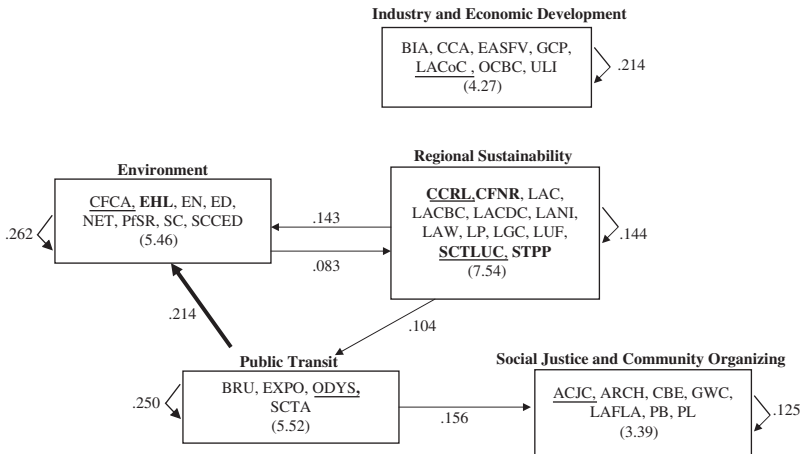 Industry and Economic Development
BIA, CCA, EASFV, GCP,
LACoC , OCBC, ULI
(4.27)
.214
Environment
CFCA, EHL, EN, ED,
NET, PfSR, SC, SCCED
(5.46)
.262
Regional Sustainability
CCRL,CFNR, LAC,
LACBC, LACDC, LANI,
LAW, LP, LGC, LUF,
SCTLUC, STPP
(7.54)
.144
.143
.083
.214
.104
Public Transit
BRU, EXPO, ODYS,
SCTA
(5.52)
.250
.156
Social Justice and Community Organizing
ACJC, ARCH, CBE, GWC,
LAFLA, PB, PL
(3.39)
.125